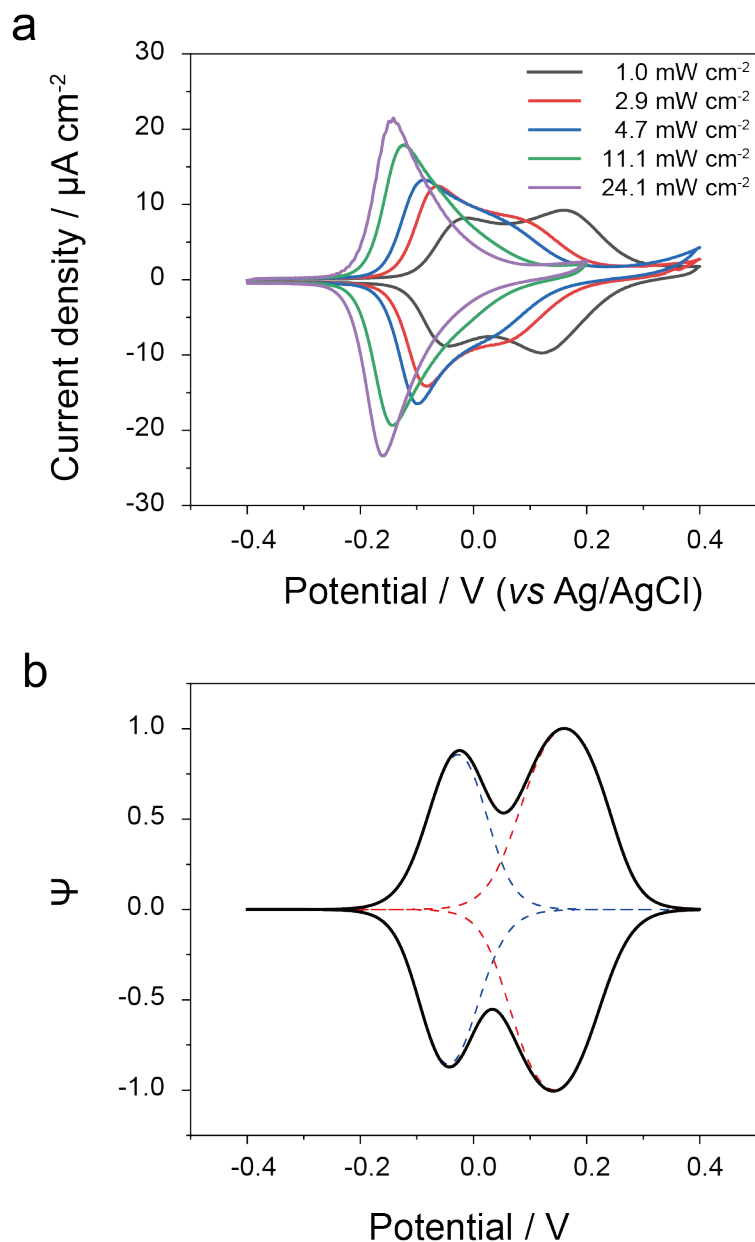 a
30
20
10
0
-10
-20
-30
Current density / µA cm-2
1.0 mW cm-2
2.9 mW cm-2
4.7 mW cm-2
11.1 mW cm-2
24.1 mW cm-2
-0.4 -0.2 0.0 0.2 0.4
Potential / V (vs Ag/AgCl)
b
1.0
0.5
0.0
-0.5
-1.0
Ψ
-0.4 -0.2 0.0 0.2 0.4
Potential / V